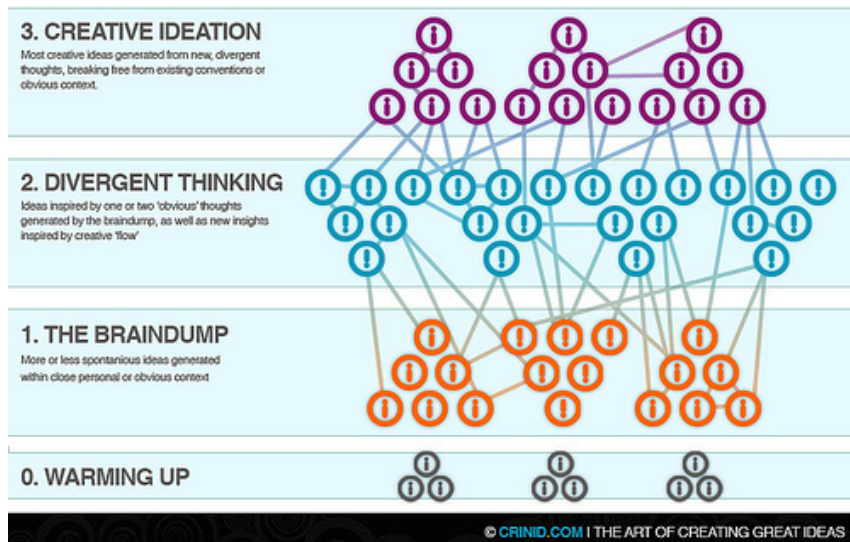 3. CREATIVE IDEATION
Most creative ideas generated from new, divergent
thoughts, breaking free from existing conventions or
obvious context.
2. DIVERGENT THINKING
Ideas inspired by one or two 'obvious' thoughts
generated by the braindump, as well as new insights
inspired by creative 'flow'
1. THE BRAINDUMP
More or less spontanious ideas generated
within close personal or obvious context
0. WARMING UP
© CRINID.COM I THE ART OF CREATING GREAT IDEAS